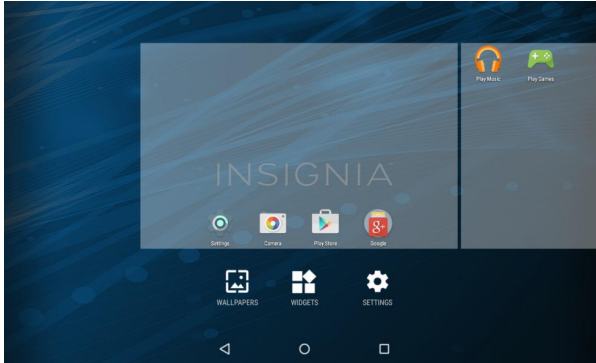 Play Music Play Games
INSIGNIA
Settings Camera Play Store Google
WALLPAPERS WIDGETS SETTINGS